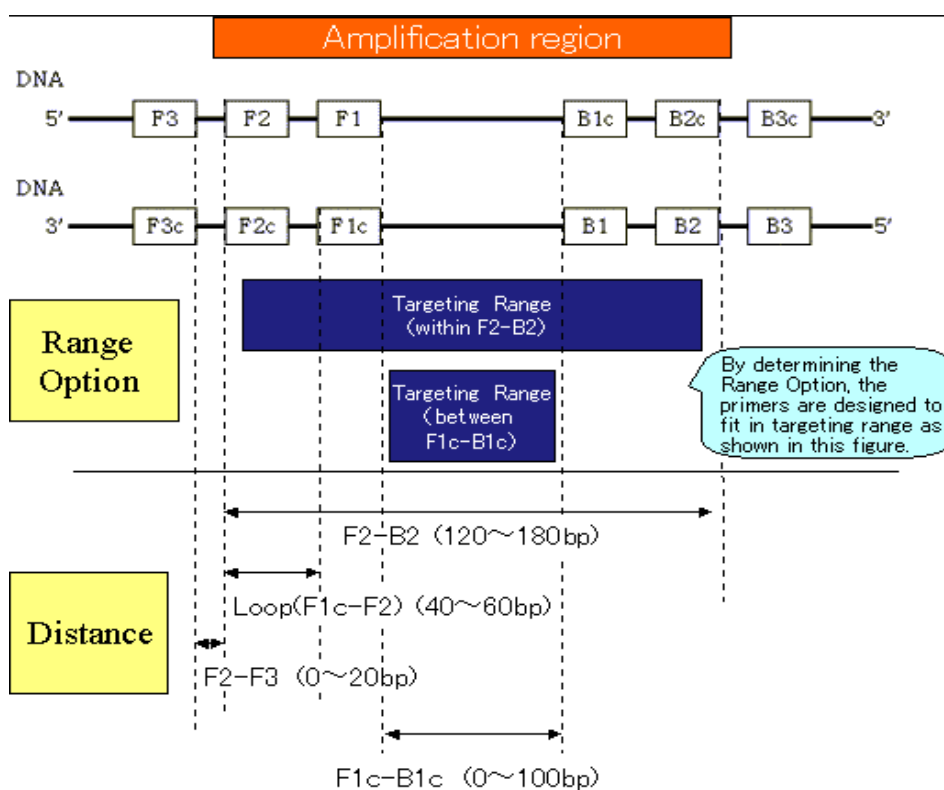 Amplification region
DNA
5′ F3 F2 F1 B1c B2c B3c 3′
DNA
3′ F3c F2c F1c B1 B2 B3 5′
Range
Option
Targeting Range
(within F2-B2)
Targeting Range
(between
F1c-B1c)
By determining the
Range Option, the
primers are designed to
fit in targeting range as
shown in this figure.
F2-B2 (120～180bp)
Loop(F1c-F2) (40～60bp)
Distance
F2-F3 (0～20bp)
F1c-B1c (0～100bp)